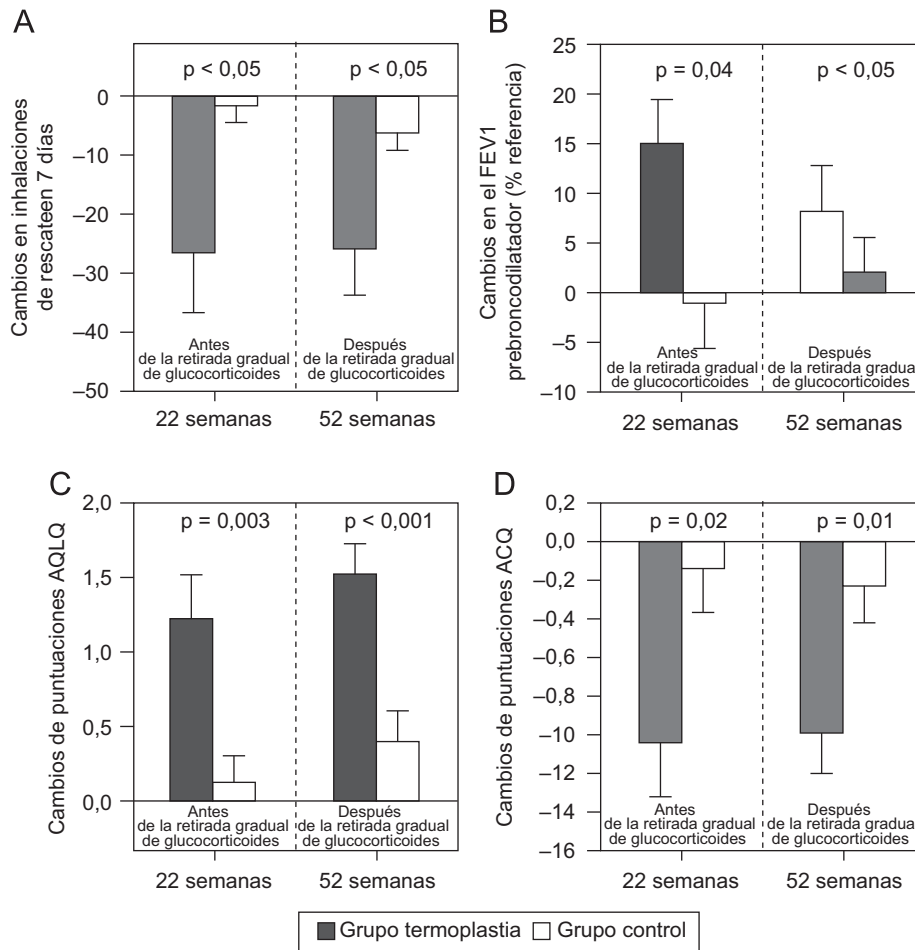 A
Cambios en inhalaciones
de rescateen 7 días
0
–10
–20
–30
–40
–50
p < 0,05
p < 0,05
Antes
de la retirada gradual
de glucocorticoides
Después
de la retirada gradual
de glucocorticoides
22 semanas
52 semanas
B
Cambios en el FEV1
prebroncodilatador (% referencia)
25
20
15
10
5
0
–5
–10
p = 0,04
p < 0,05
Antes
de la retirada gradual
de glucocorticoides
Después
de la retirada gradual
de glucocorticoides
22 semanas
52 semanas
C
Cambios de puntuaciones AQLQ
2,0
1,5
1,0
0,5
0,0
p = 0,003
p < 0,001
Antes
de la retirada gradual
de glucocorticoides
Después
de la retirada gradual
de glucocorticoides
22 semanas
52 semanas
D
Cambios de puntuaciones ACQ
0,2
0,0
–0,2
–0,4
–0,6
–0,8
–10
–12
–14
–16
p = 0,02
p = 0,01
Antes
de la retirada gradual
de glucocorticoides
Después
de la retirada gradual
de glucocorticoides
22 semanas
52 semanas
Grupo termoplastia
Grupo control